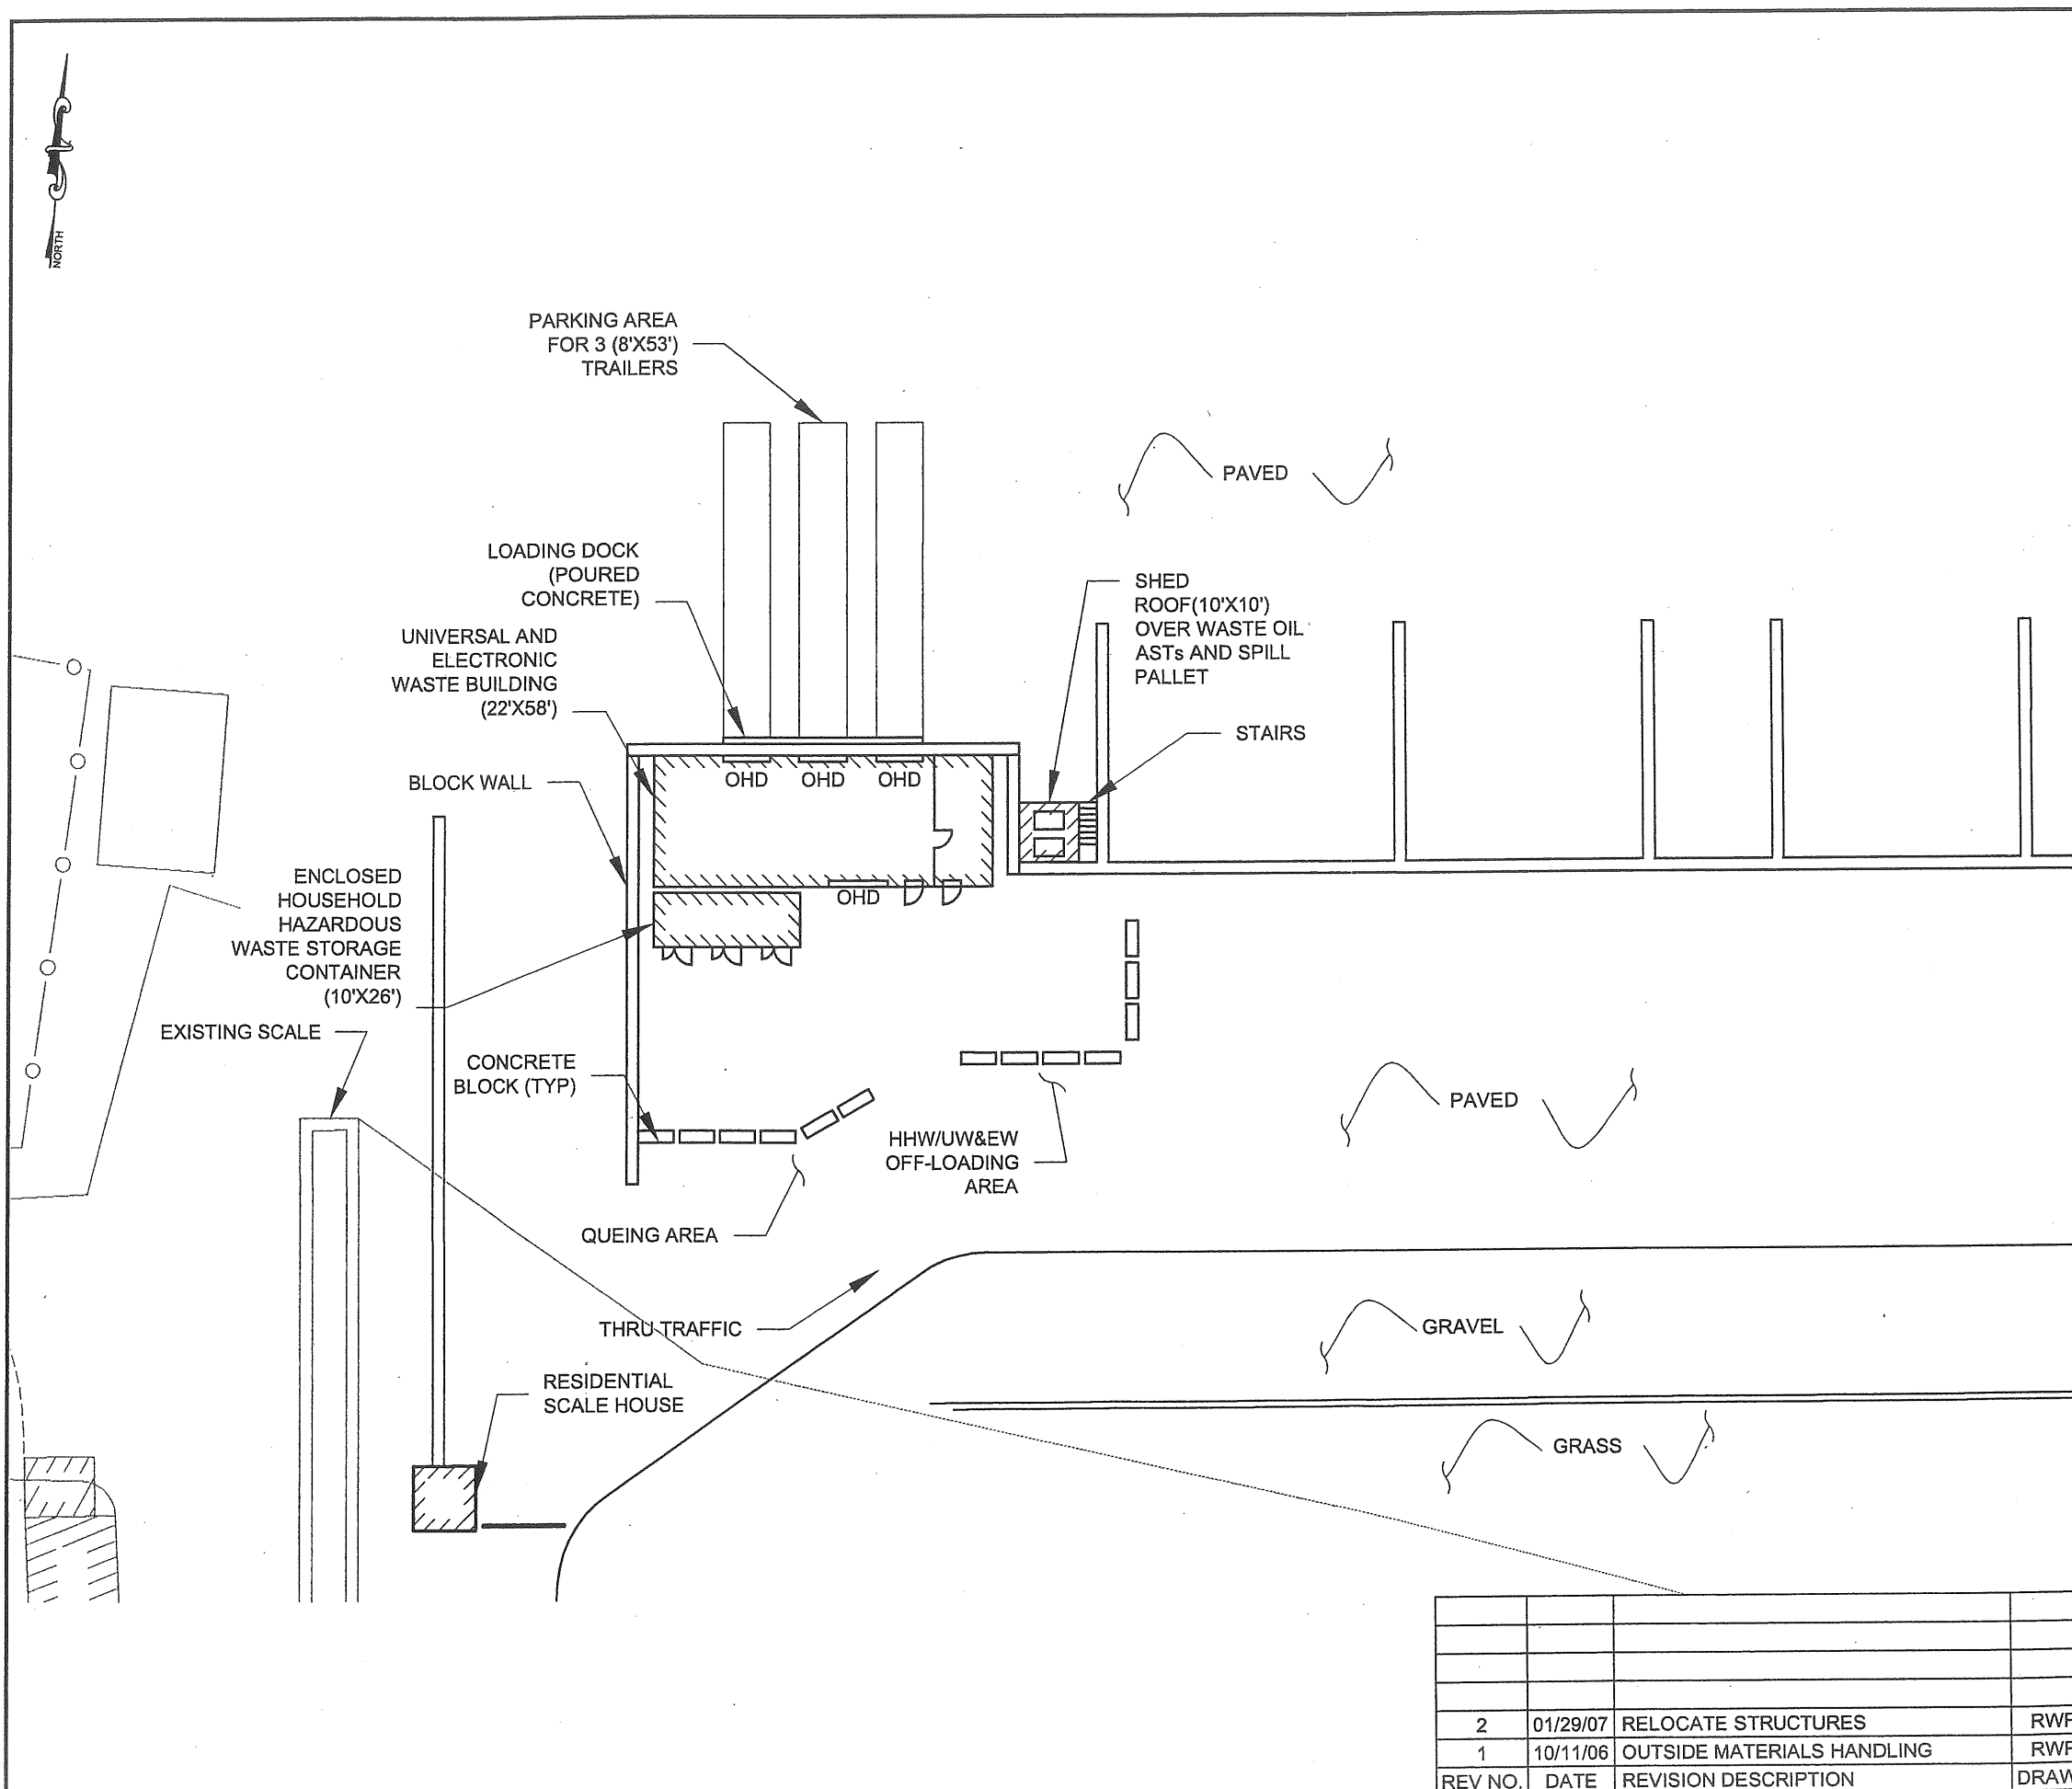 NORTH
PARKING AREA
FOR 3 (8'X53')
TRAILERS
PAVED
LOADING DOCK
(POURED
CONCRETE)
SHED
ROOF(10'X10')
OVER WASTE OIL
ASTs AND SPILL
PALLET
UNIVERSAL AND
ELECTRONIC
WASTE BUILDING
(22'X58')
STAIRS
BLOCK WALL
OHD OHD OHD
ENCLOSED
HOUSEHOLD
HAZARDOUS
WASTE STORAGE
CONTAINER
(10'X26')
OHD
EXISTING SCALE
CONCRETE
BLOCK (TYP)
PAVED
HHW/UW&EW
OFF-LOADING
AREA
QUEING AREA
THRU TRAFFIC
GRAVEL
RESIDENTIAL
SCALE HOUSE
GRASS
2 01/29/07 RELOCATE STRUCTURES RWF
1 10/11/06 OUTSIDE MATERIALS HANDLING RWF
REV NO. DATE REVISION DESCRIPTION DRAW